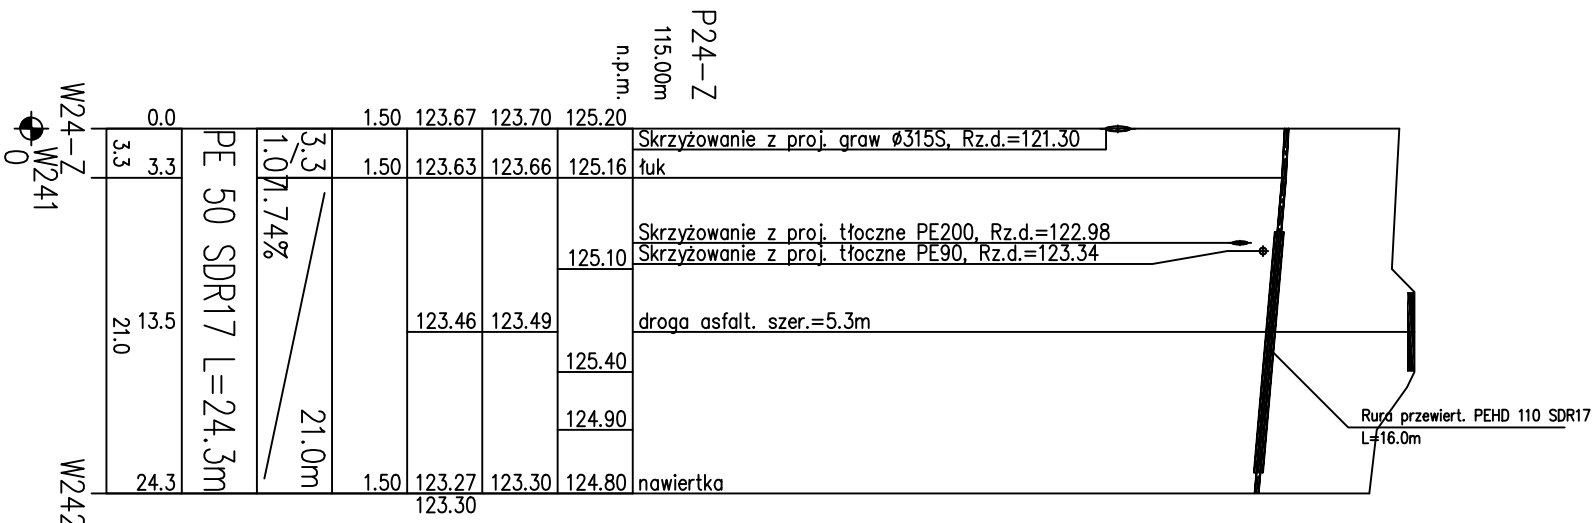 P24-Z
115.00m
n.p.m.
W24-Z
0.0
1.50 123.67 123.70 125.20
Skrzyżowanie z proj. graw Ø315S, Rz.d.=121.30
W241
0
3.3
3.3
1.50 123.63 123.66 125.16 łuk
PE 50 SDR17 L=24.3m
3.3
1.0
1.74%
21.0m
Skrzyżowanie z proj. tłoczne PE200, Rz.d.=122.98
125.10 Skrzyżowanie z proj. tłoczne PE90, Rz.d.=123.34
21.0
13.5
123.46 123.49 droga asfalt. szer.=5.3m
125.40
124.90
Rura przewiert. PEHD 110 SDR17
L=16.0m
W242
24.3
1.50 123.27 123.30 124.80 nawiertka
123.30